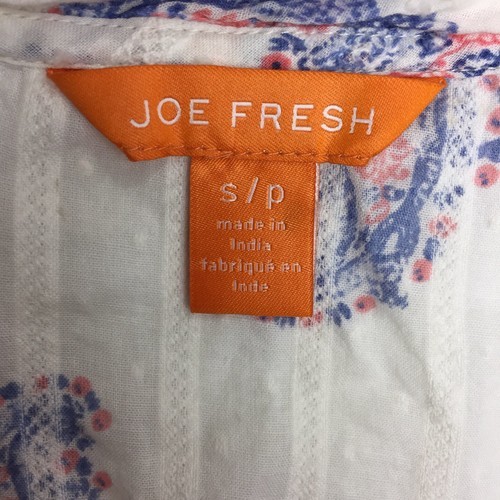 JOE FRESH
s/p
made in
India
fabriqué en
Inde